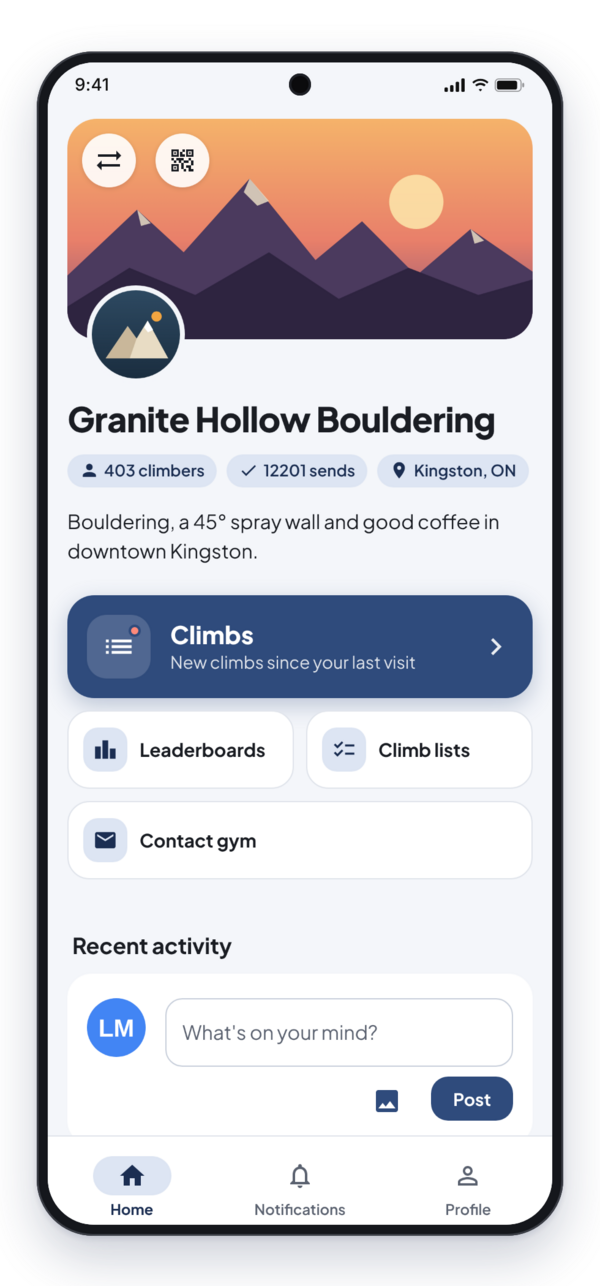 9:41
Granite Hollow Bouldering
403 climbers
12201 sends
Kingston, ON
Bouldering, a 45° spray wall and good coffee in
downtown Kingston.
Climbs
New climbs since your last visit
Leaderboards
Climb lists
Contact gym
Recent activity
LM
What's on your mind?
Post
Home
Notifications
Profile